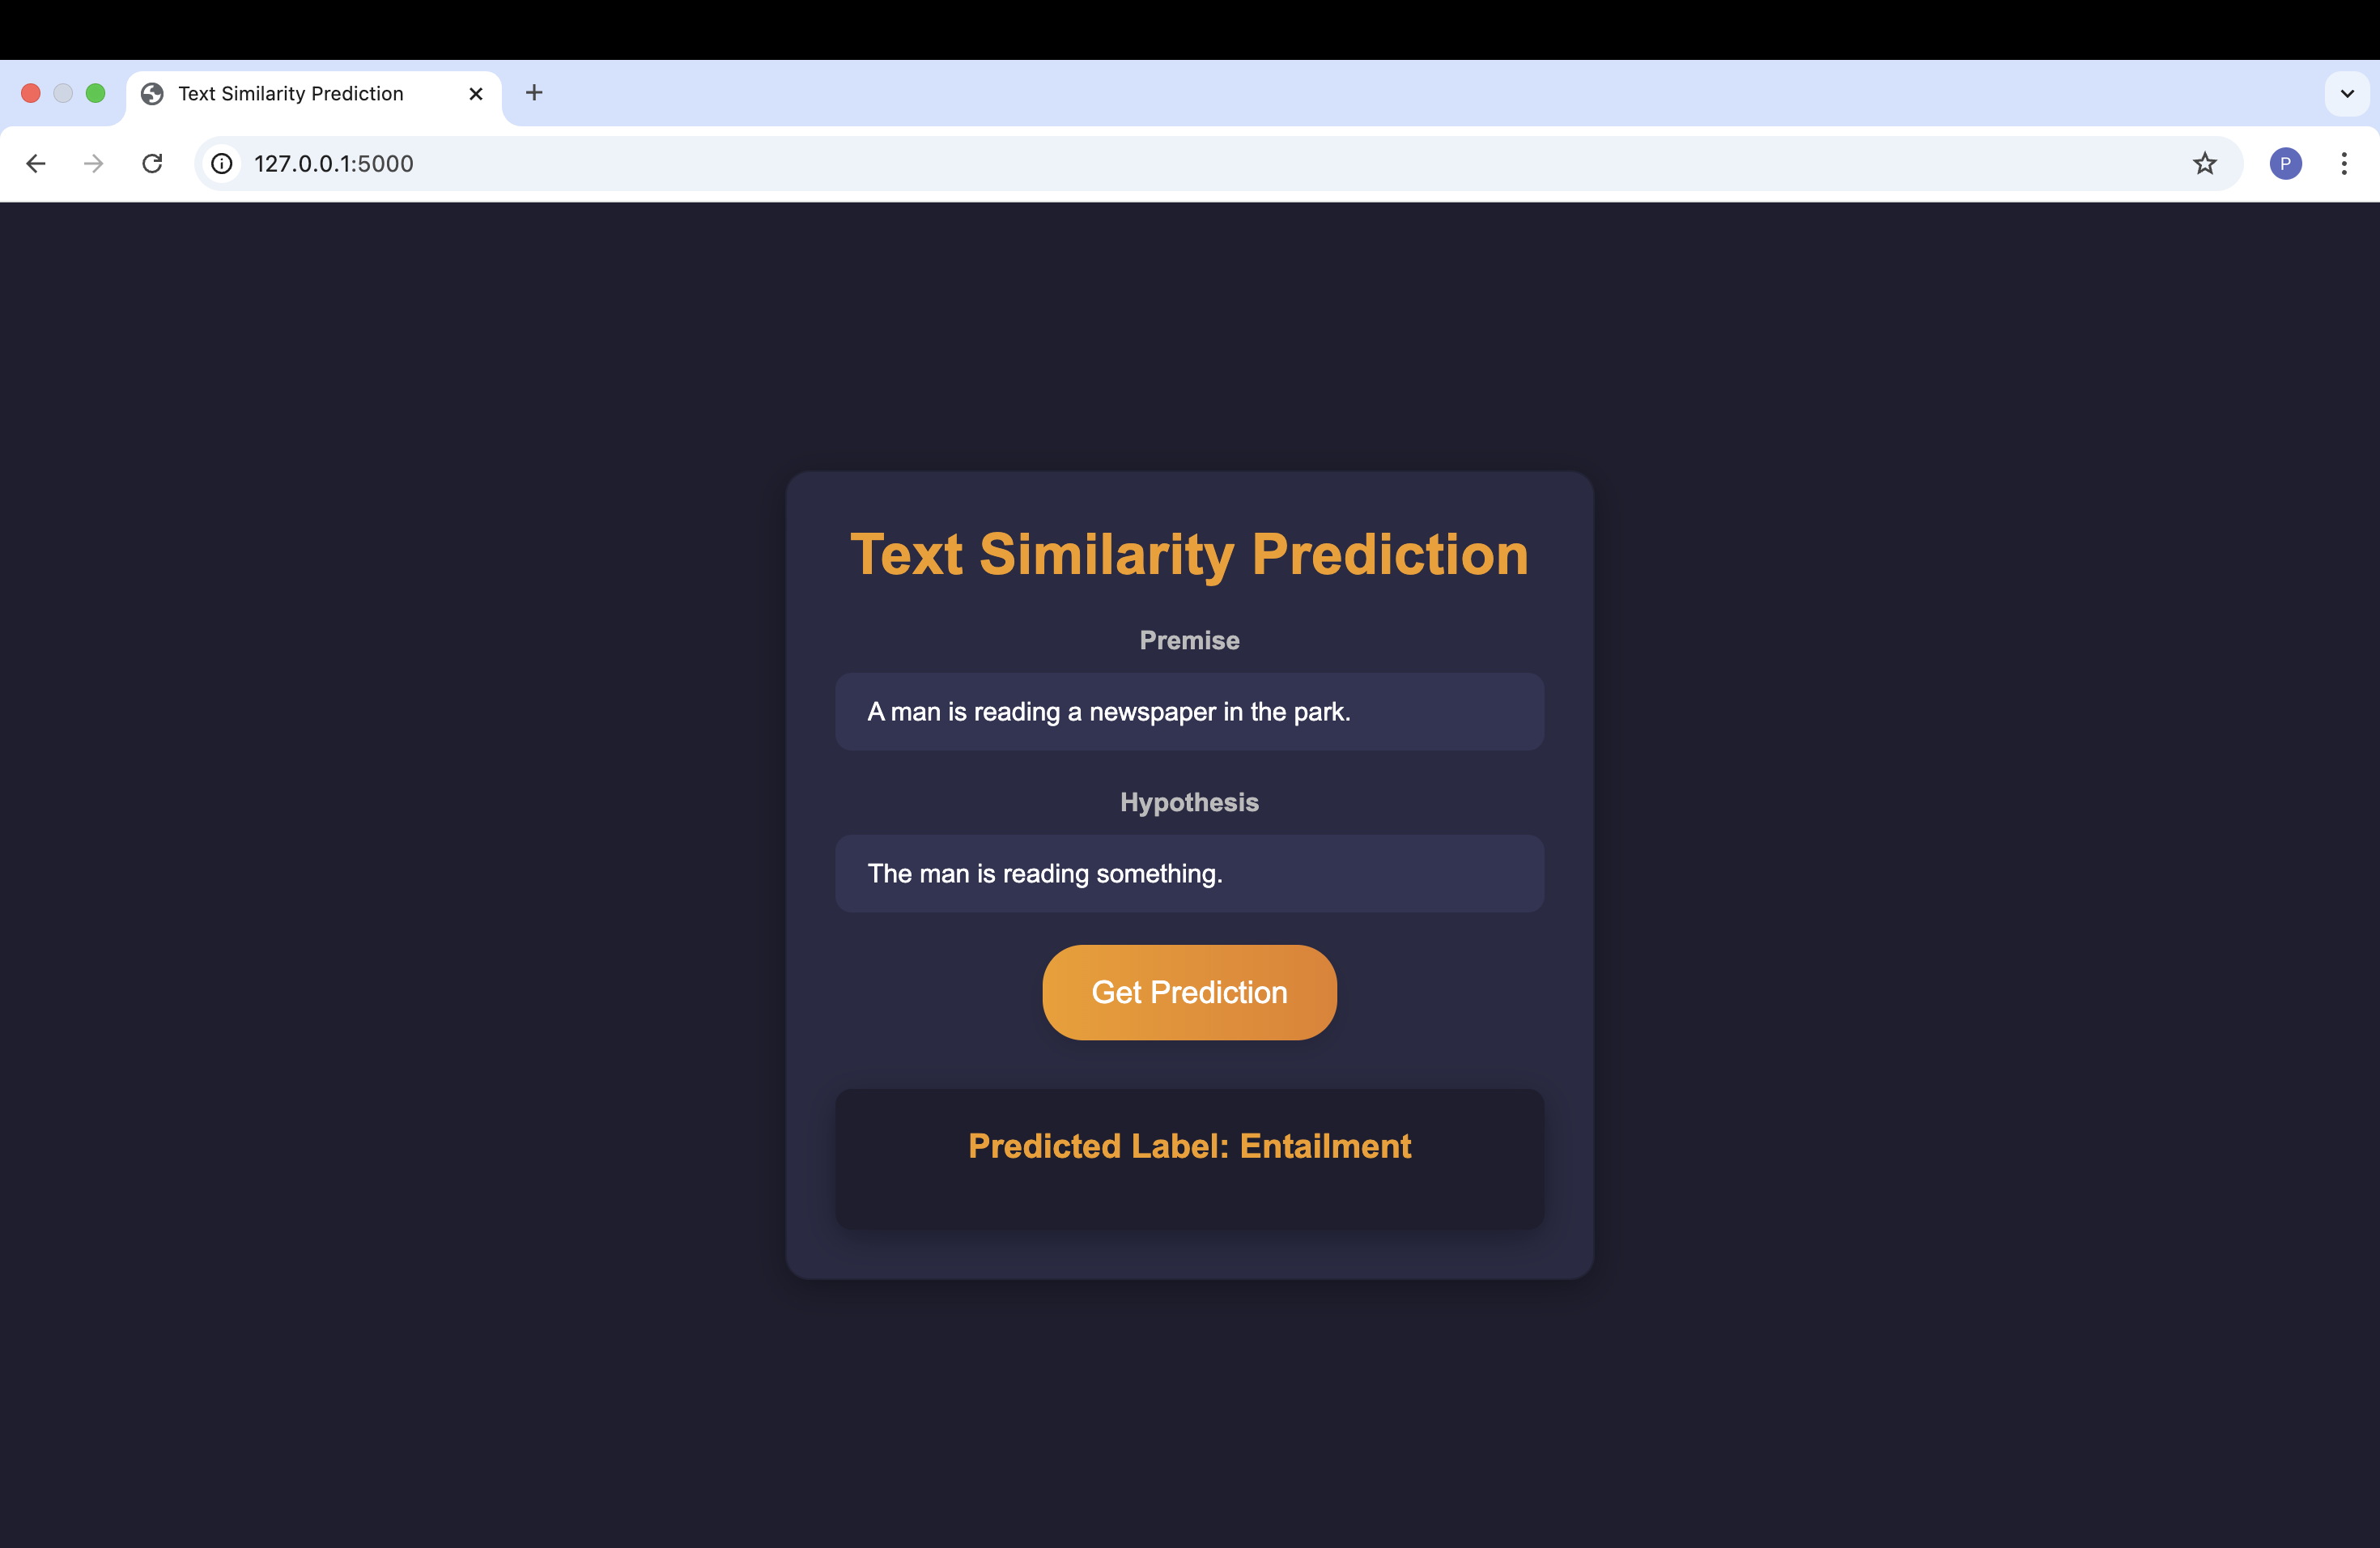 Text Similarity Prediction
127.0.0.1:5000
P
Text Similarity Prediction
Premise
A man is reading a newspaper in the park.
Hypothesis
The man is reading something.
Get Prediction
Predicted Label: Entailment